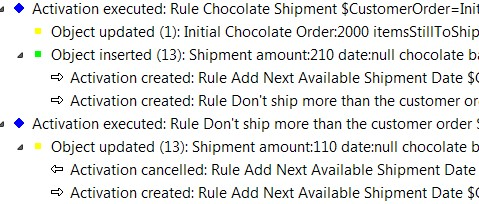 Activation executed: Rule Chocolate Shipment $CustomerOrder=Init
Object updated (1): Initial Chocolate Order:2000 itemsStillToShip
Object inserted (13): Shipment amount:210 date:null chocolate ba
Activation created: Rule Add Next Available Shipment Date $C
Activation created: Rule Don't ship more than the customer or
Activation executed: Rule Don't ship more than the customer order $
Object updated (13): Shipment amount:110 date:null chocolate b
Activation cancelled: Rule Add Next Available Shipment Date
Activation created: Rule Add Next Available Shipment Date $C